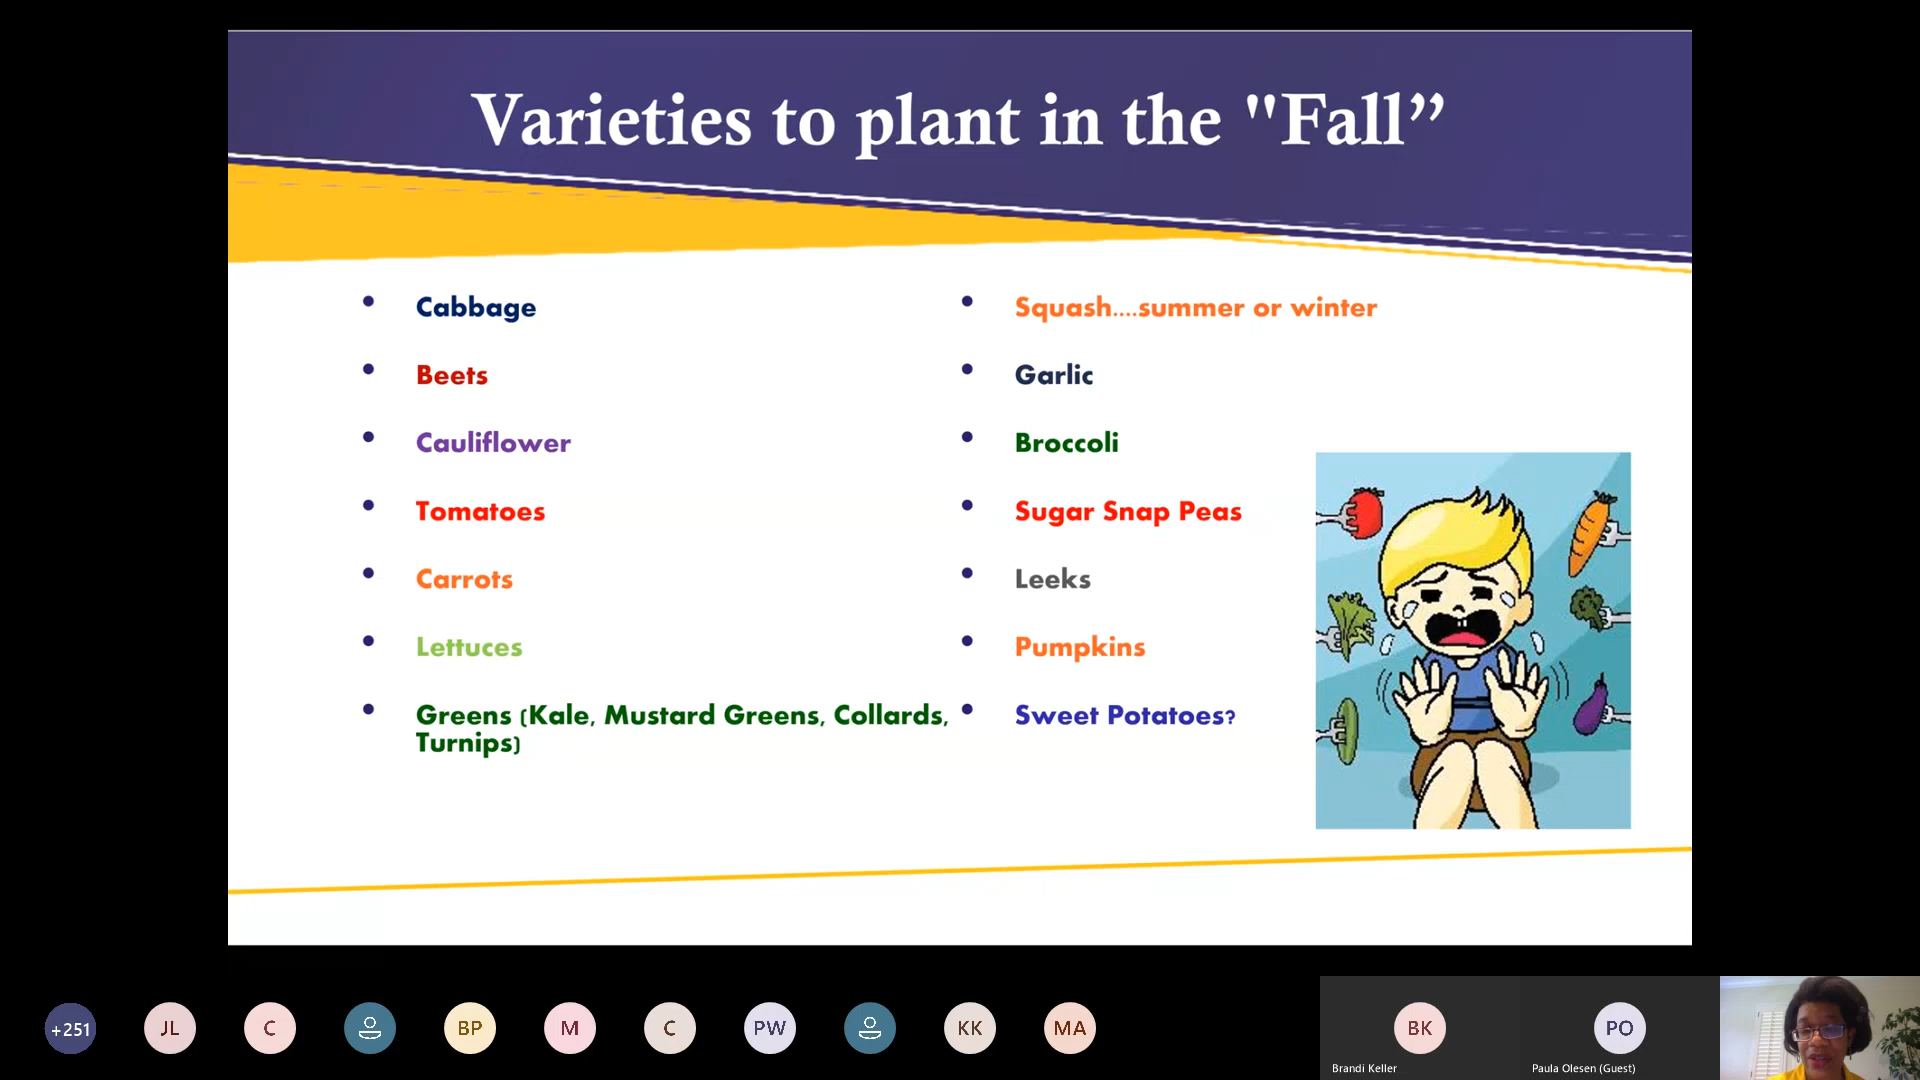 Varieties to plant in the "Fall”
Cabbage
Beets
Cauliflower
Tomatoes
Carrots
Lettuces
Greens (Kale, Mustard Greens, Collards,
Turnips)
Squash....summer or winter
Garlic
Broccoli
Sugar Snap Peas
Leeks
Pumpkins
Sweet Potatoes?
+251
JL
C
BP
M
C
PW
KK
MA
BK
Brandi Keller
PO
Paula Olesen (Guest)